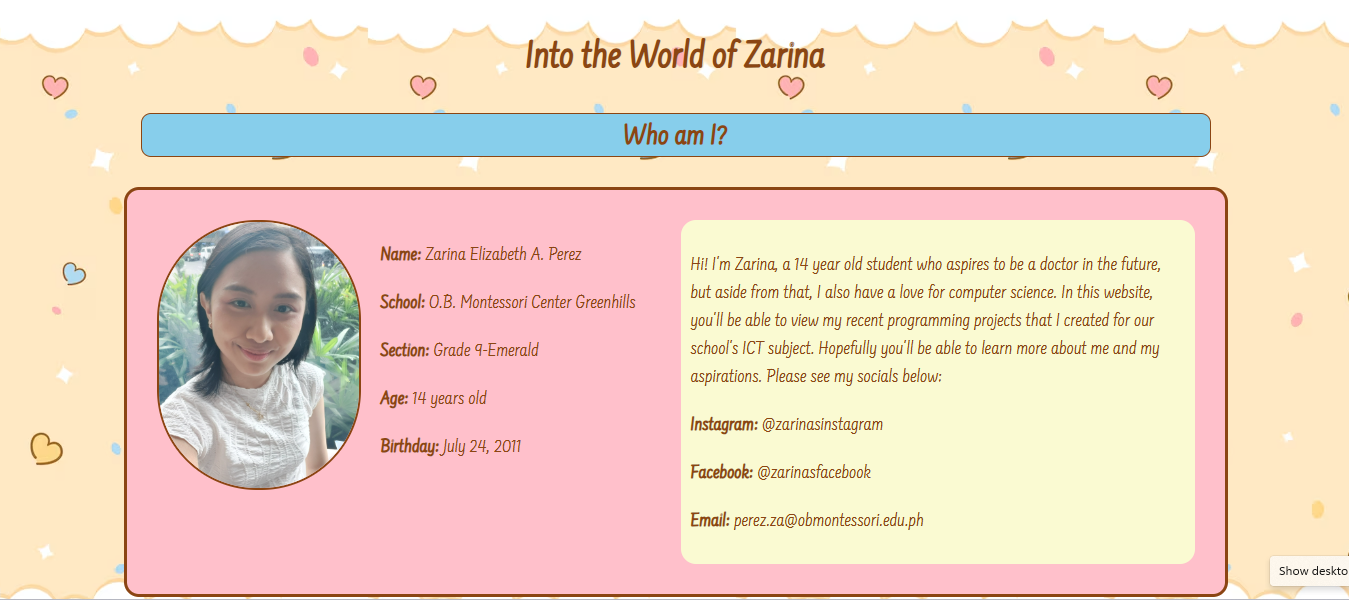 Into the World of Zarina
Who am I?
Name: Zarina Elizabeth A. Perez
School: O.B. Montessori Center Greenhills
Section: Grade 9-Emerald
Age: 14 years old
Birthday: July 24, 2011
Hi! I'm Zarina, a 14 year old student who aspires to be a doctor in the future,
but aside from that, I also have a love for computer science. In this website,
you'll be able to view my recent programming projects that I created for our
school's ICT subject. Hopefully you'll be able to learn more about me and my
aspirations. Please see my socials below:
Instagram: @zarinasinstagram
Facebook: @zarinasfacebook
Email: perez.za@obmontessori.edu.ph
Show deskto